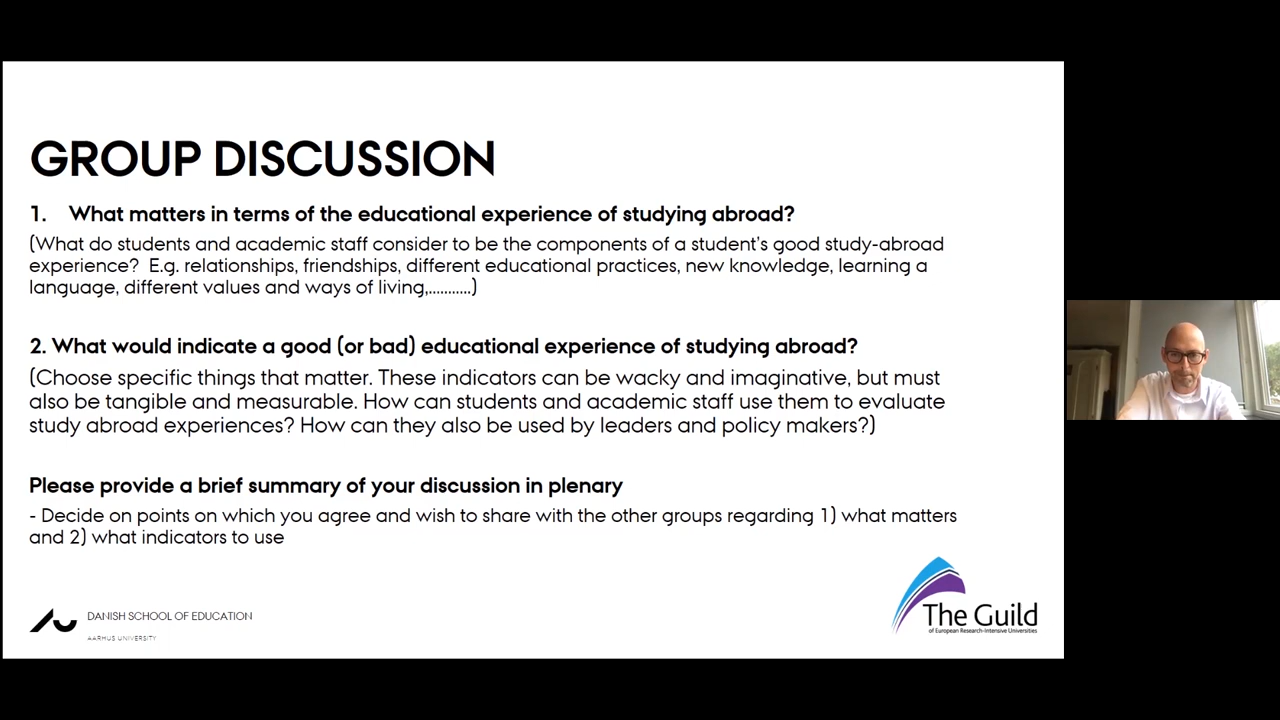 GROUP DISCUSSION
1. What matters in terms of the educational experience of studying abroad?
(What do students and academic staff consider to be the components of a student's good study-abroad
experience? E.g. relationships, friendships, different educational practices, new knowledge, learning a
language, different values and ways of living,...........)
2. What would indicate a good (or bad) educational experience of studying abroad?
(Choose specific things that matter. These indicators can be wacky and imaginative, but must
also be tangible and measurable. How can students and academic staff use them to evaluate
study abroad experiences? How can they also be used by leaders and policy makers?)
Please provide a brief summary of your discussion in plenary
- Decide on points on which you agree and wish to share with the other groups regarding 1) what matters
and 2) what indicators to use
DANISH SCHOOL OF EDUCATION
AARHUS UNIVERSITY
The Guild
of European Research-Intensive Universities